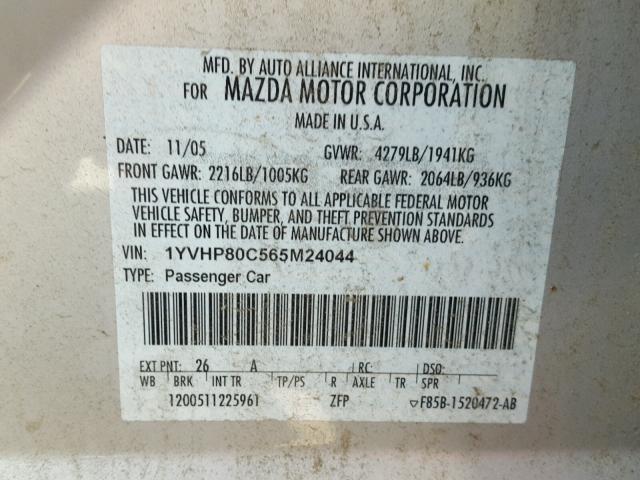 MFD. BY AUTO ALLIANCE INTERNATIONAL, INC.
FOR MAZDA MOTOR CORPORATION
MADE IN U.S.A.
DATE: 11/05 GVWR: 4279LB/1941KG
FRONT GAWR: 2216LB/1005KG REAR GAWR: 2064LB/936KG
THIS VEHICLE CONFORMS TO ALL APPLICABLE FEDERAL MOTOR
VEHICLE SAFETY, BUMPER, AND THEFT PREVENTION STANDARDS
IN EFFECT ON THE DATE OF MANUFACTURE SHOWN ABOVE.
VIN: 1YVHP80C565M24044
TYPE: Passenger Car
EXT PNT: 26 A RC: DSO:
WB BRK INT TR TP/PS R AXLE TR SPR
1200511225961 ZFP ▽F85B-1520472-AB